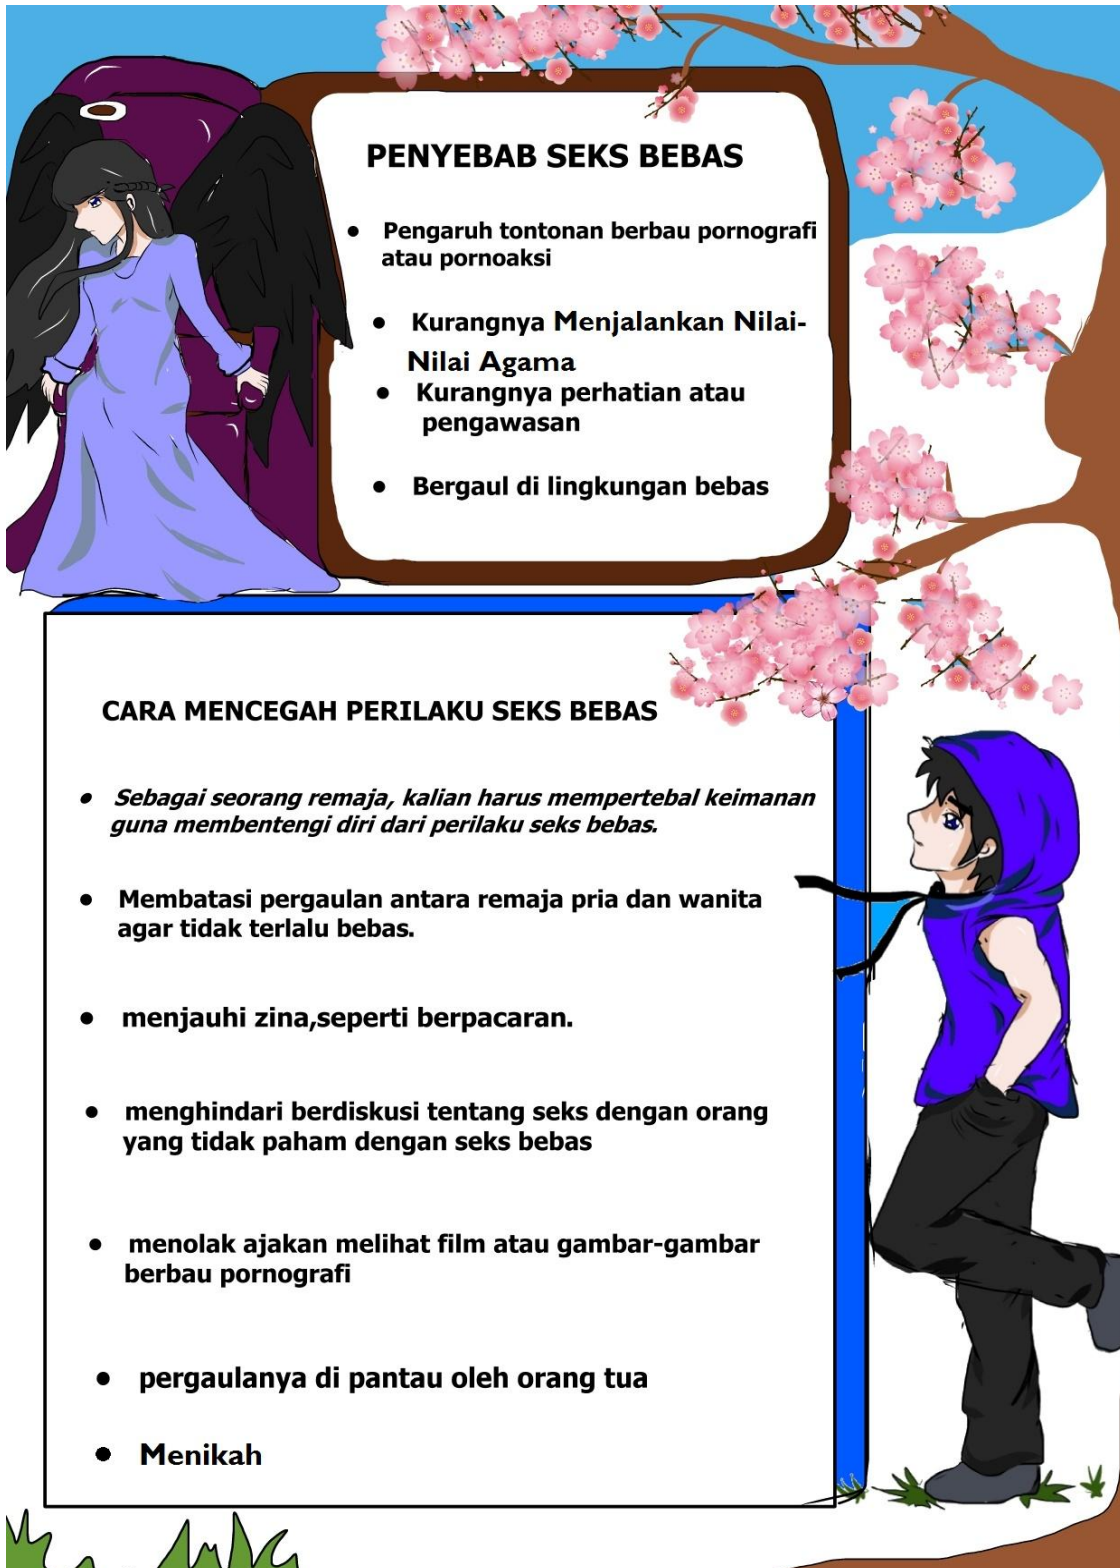 PENYEBAB SEKS BEBAS
● Pengaruh tontonan berbau pornografi
atau pornoaksi
● Kurangnya Menjalankan Nilai-
Nilai Agama
● Kurangnya perhatian atau
pengawasan
● Bergaul di lingkungan bebas
CARA MENCEGAH PERILAKU SEKS BEBAS
● Sebagai seorang remaja, kalian harus mempertebal keimanan
guna membentengi diri dari perilaku seks bebas.
● Membatasi pergaulan antara remaja pria dan wanita
agar tidak terlalu bebas.
● menjauhi zina,seperti berpacaran.
● menghindari berdiskusi tentang seks dengan orang
yang tidak paham dengan seks bebas
● menolak ajakan melihat film atau gambar-gambar
berbau pornografi
● pergaulanya di pantau oleh orang tua
● Menikah